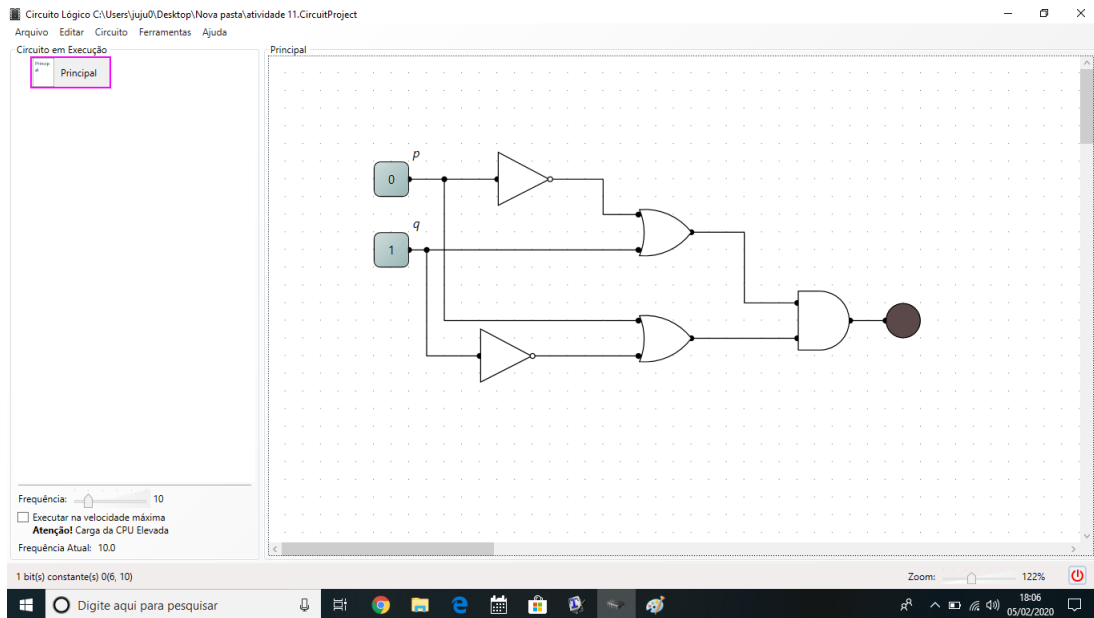 Circuito Lógico C:\Users\juju0\Desktop\Nova pasta\atividade 11.CircuitProject
Arquivo Editar Circuito Ferramentas Ajuda
Circuito em Execução
Principal
Principal
p
0
q
1
Frequência: 10
Executar na velocidade máxima
Atenção! Carga da CPU Elevada
Frequência Atual: 10.0
1 bit(s) constante(s) 0(6, 10)
Zoom: 122%
Digite aqui para pesquisar
18:06
05/02/2020